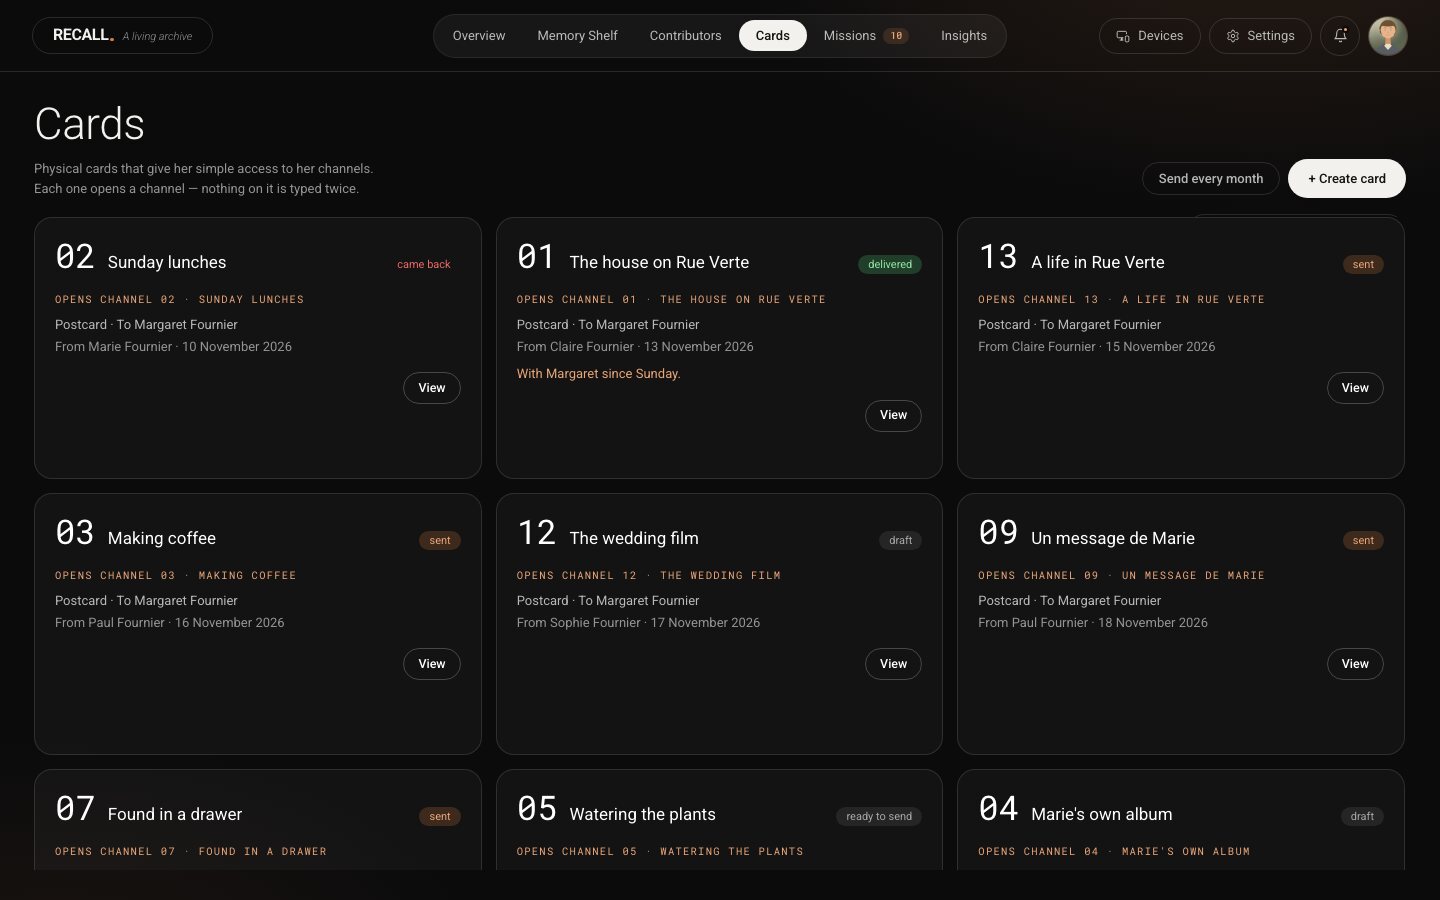 RECALL. A living archive
Overview Memory Shelf Contributors Cards Missions 10 Insights
Devices Settings
Cards
Physical cards that give her simple access to her channels.
Each one opens a channel — nothing on it is typed twice.
Send every month + Create card
02 Sunday lunches came back
OPENS CHANNEL 02 · SUNDAY LUNCHES
Postcard · To Margaret Fournier
From Marie Fournier · 10 November 2026
View
01 The house on Rue Verte delivered
OPENS CHANNEL 01 · THE HOUSE ON RUE VERTE
Postcard · To Margaret Fournier
From Claire Fournier · 13 November 2026
With Margaret since Sunday.
View
13 A life in Rue Verte sent
OPENS CHANNEL 13 · A LIFE IN RUE VERTE
Postcard · To Margaret Fournier
From Claire Fournier · 15 November 2026
View
03 Making coffee sent
OPENS CHANNEL 03 · MAKING COFFEE
Postcard · To Margaret Fournier
From Paul Fournier · 16 November 2026
View
12 The wedding film draft
OPENS CHANNEL 12 · THE WEDDING FILM
Postcard · To Margaret Fournier
From Sophie Fournier · 17 November 2026
View
09 Un message de Marie sent
OPENS CHANNEL 09 · UN MESSAGE DE MARIE
Postcard · To Margaret Fournier
From Paul Fournier · 18 November 2026
View
07 Found in a drawer sent
OPENS CHANNEL 07 · FOUND IN A DRAWER
05 Watering the plants ready to send
OPENS CHANNEL 05 · WATERING THE PLANTS
04 Marie's own album draft
OPENS CHANNEL 04 · MARIE'S OWN ALBUM